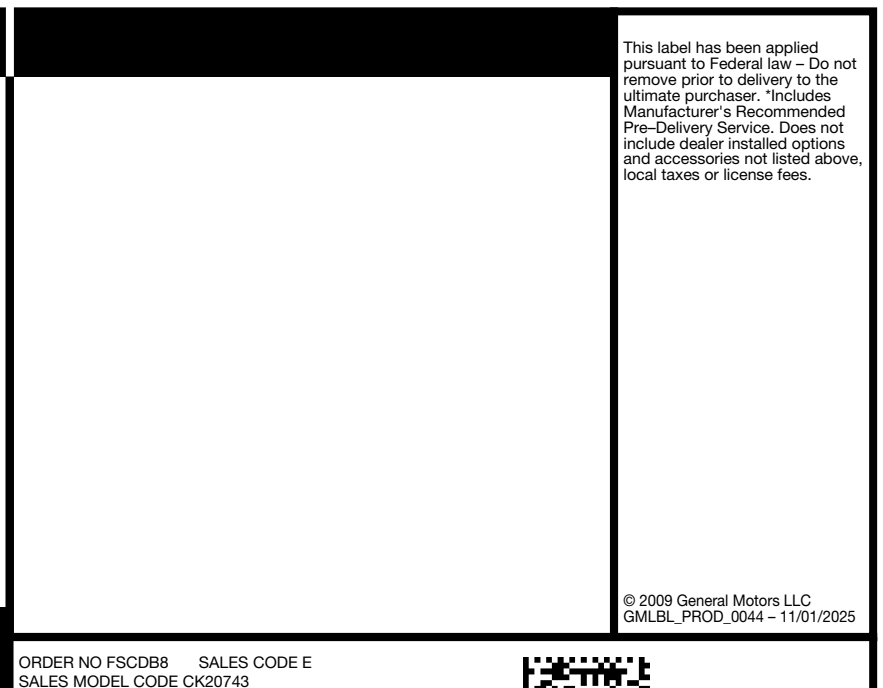 This label has been applied
pursuant to Federal law – Do not
remove prior to delivery to the
ultimate purchaser. *Includes
Manufacturer's Recommended
Pre–Delivery Service. Does not
include dealer installed options
and accessories not listed above,
local taxes or license fees.
© 2009 General Motors LLC
GMLBL_PROD_0044 – 11/01/2025
ORDER NO FSCDB8 SALES CODE E
SALES MODEL CODE CK20743